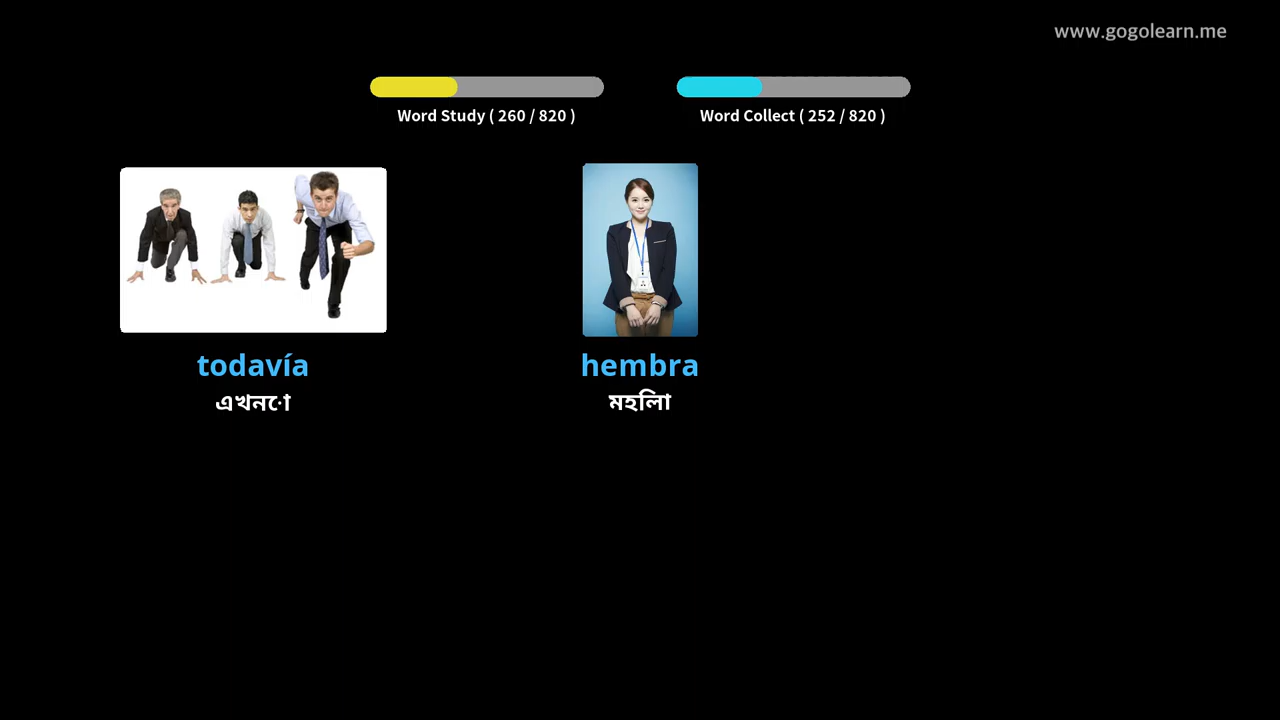 www.gogolearn.me
Word Study ( 260 / 820 )
Word Collect ( 252 / 820 )
todavía
এখনো
hembra
মহিলা